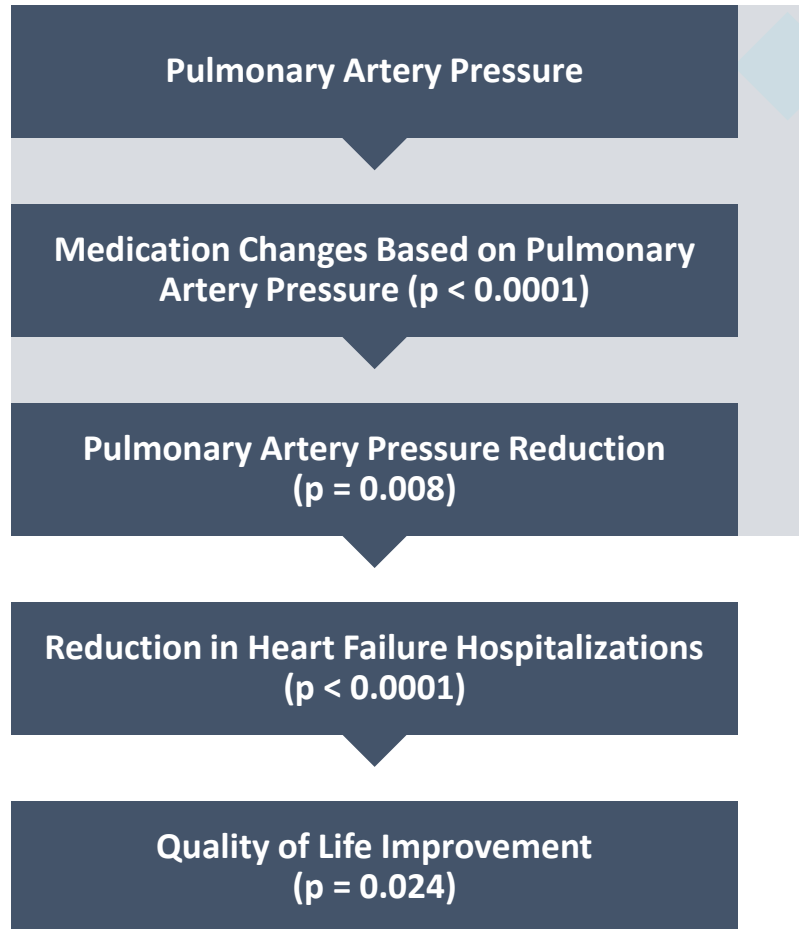 Pulmonary Artery Pressure
Medication Changes Based on Pulmonary
Artery Pressure (p < 0.0001)
Pulmonary Artery Pressure Reduction
(p = 0.008)
Reduction in Heart Failure Hospitalizations
(p < 0.0001)
Quality of Life Improvement
(p = 0.024)